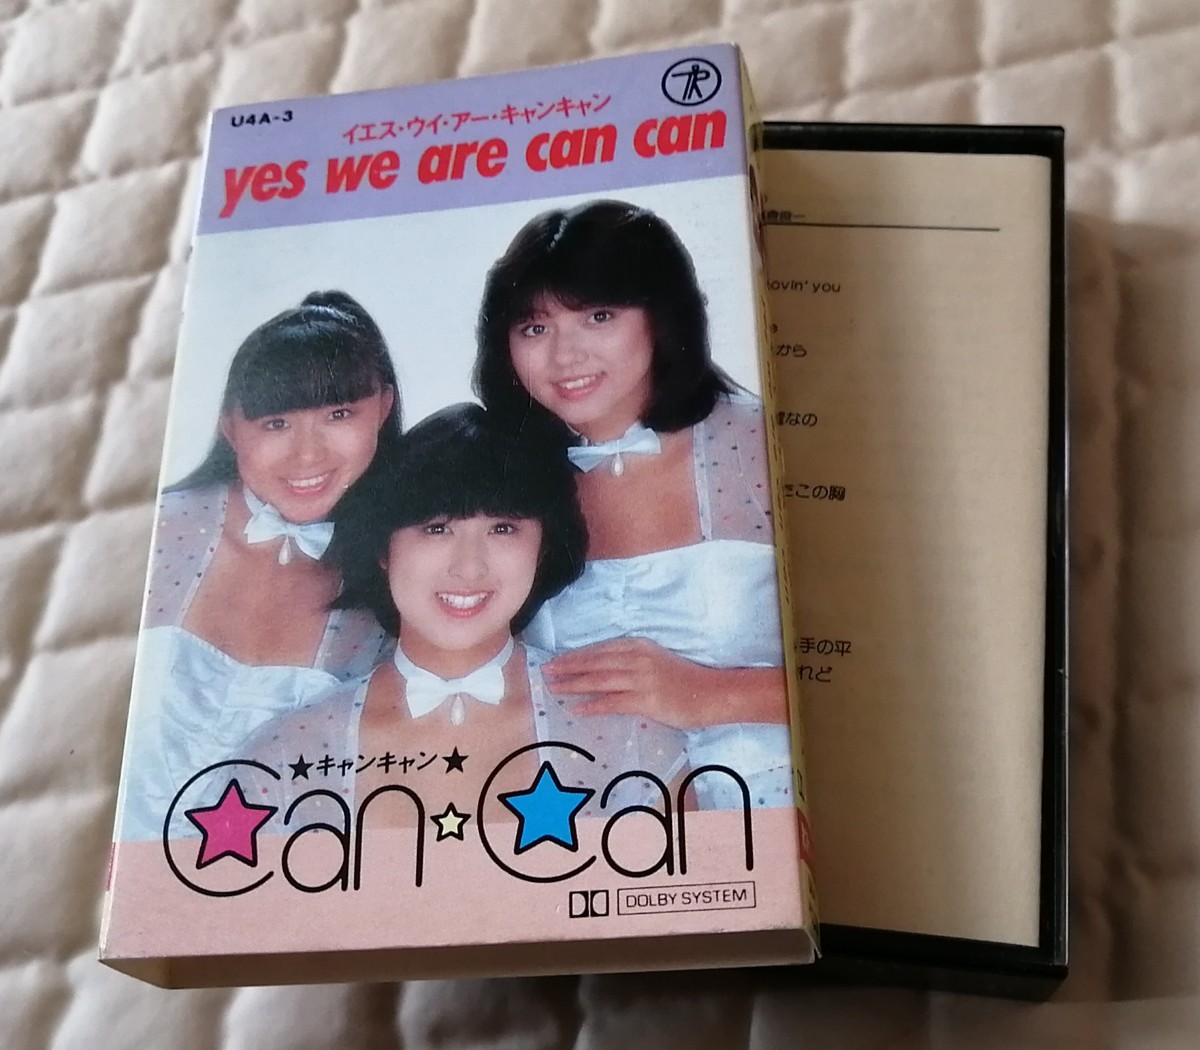 U4A-3
イエス・ウイ・アー・キャンキャン
yes we are can can
ovin' you
から
なの
この胸
手の平
れど
★キャンキャン★
Can☆Can
DOLBY SYSTEM